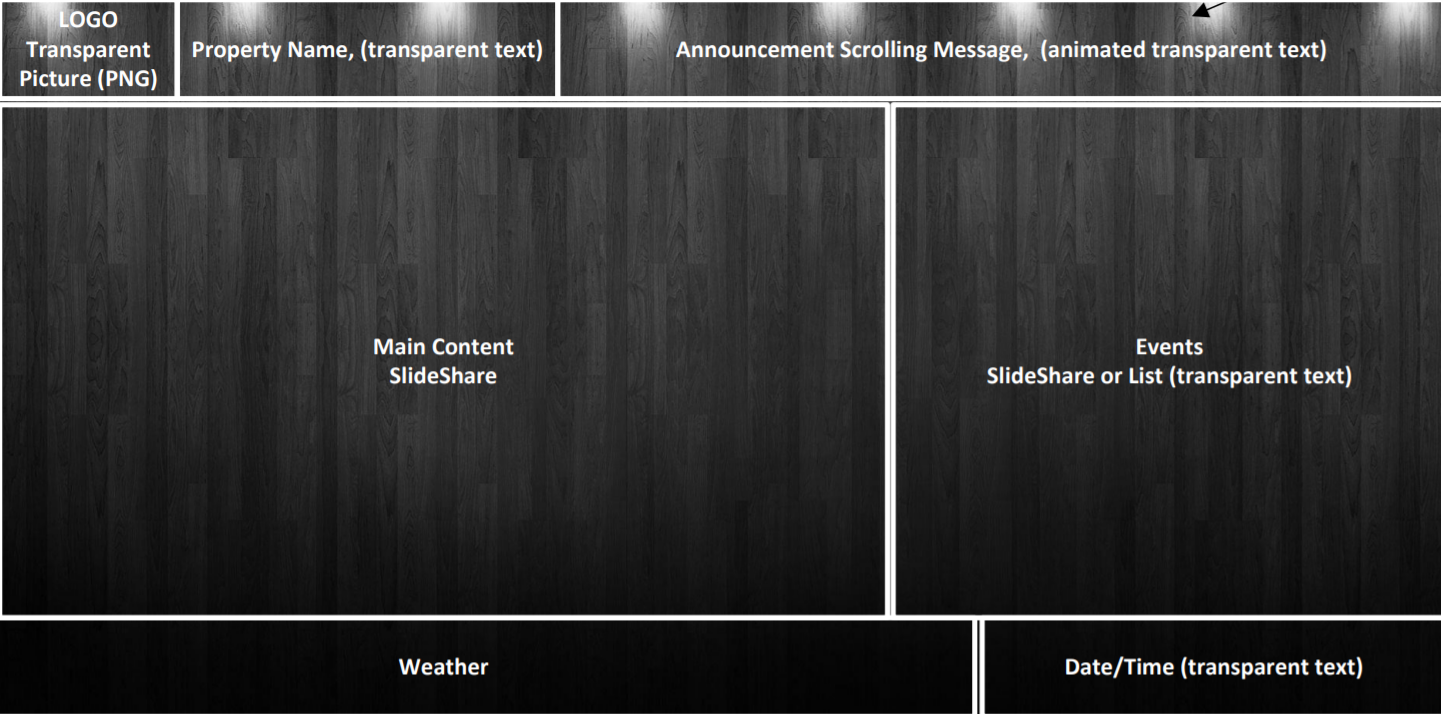 LOGO
Transparent
Picture (PNG)
Property Name, (transparent text)
Announcement Scrolling Message,  (animated transparent text)
Main Content
SlideShare
Events
SlideShare or List (transparent text)
Weather
Date/Time (transparent text)